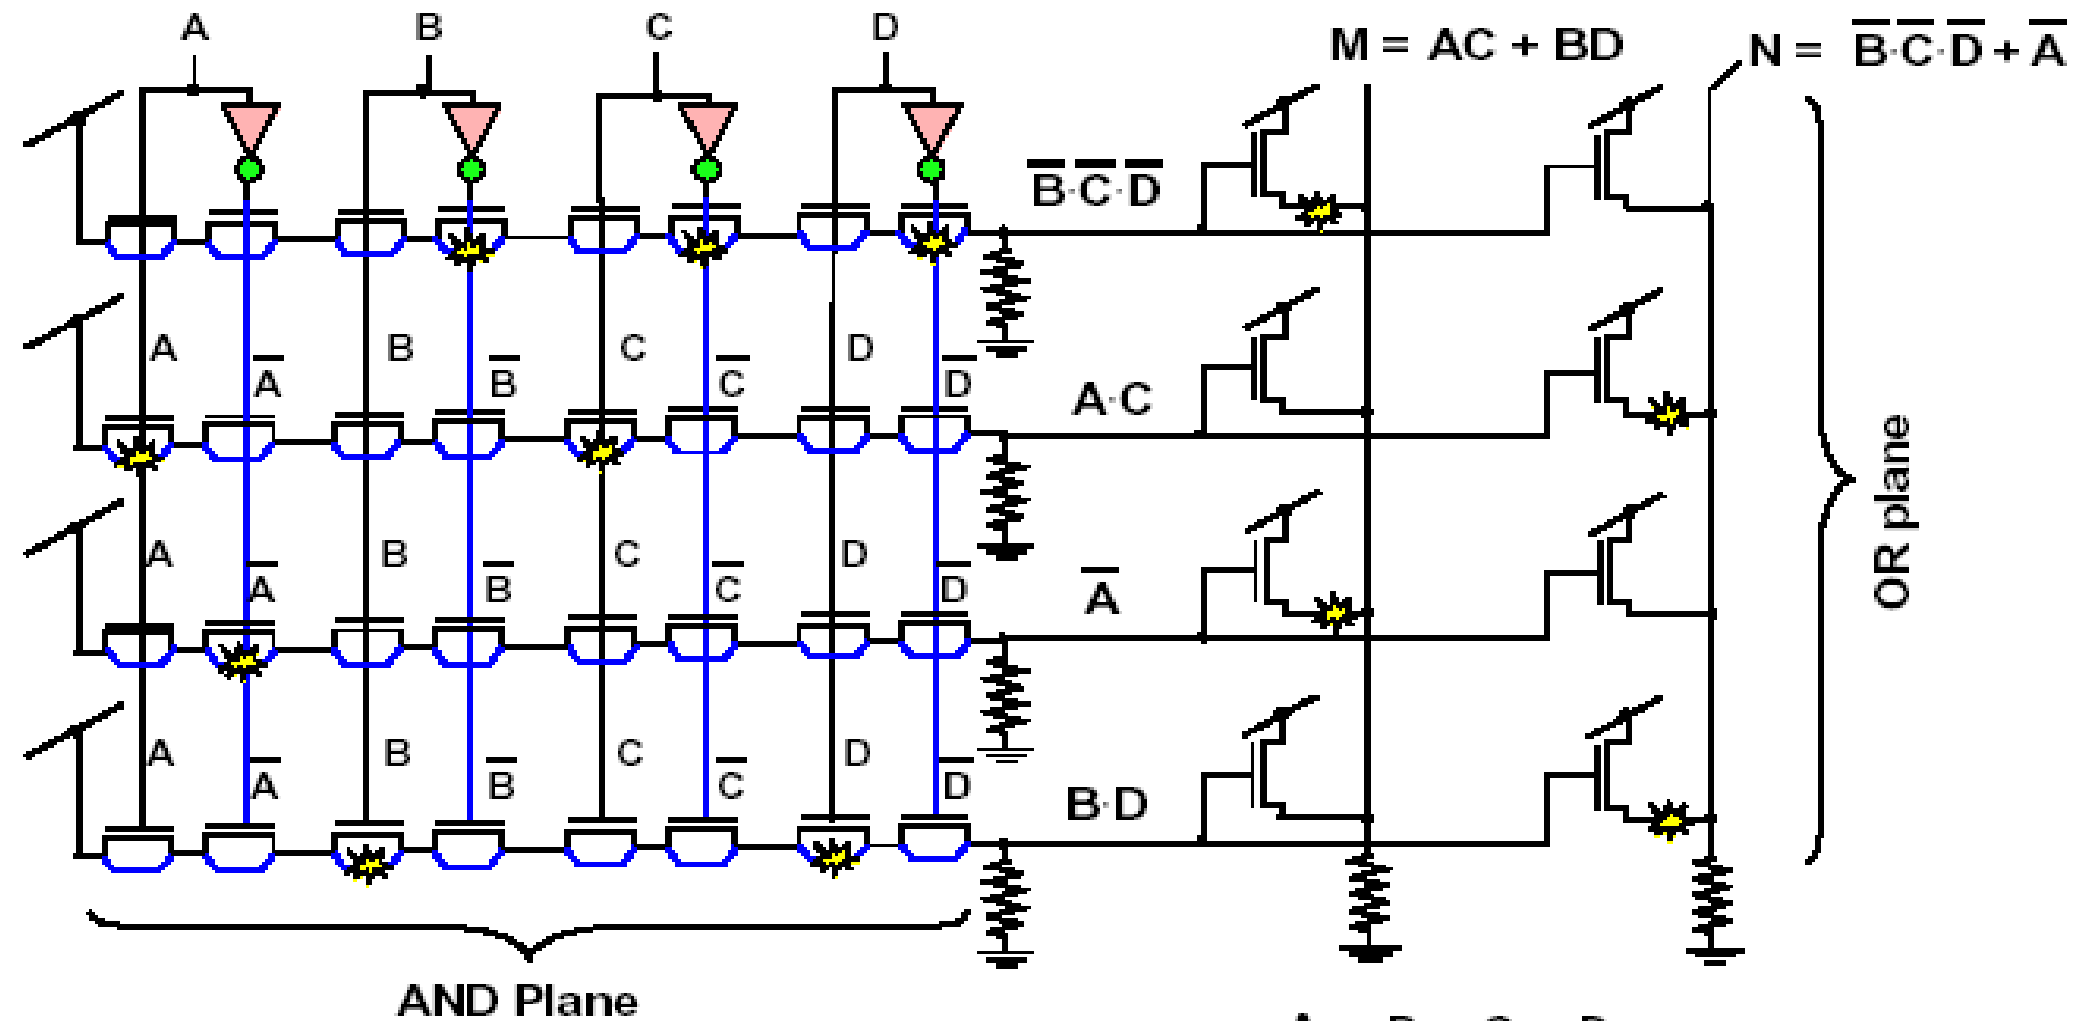 A B C D
M = AC + BD
N = B̅·C̅·D̅ + A̅
B̅·C̅·D̅
A A̅ B B̅ C C̅ D D̅
A·C
A A̅ B B̅ C C̅ D D̅
A̅
A A̅ B B̅ C C̅ D D̅
B·D
OR plane
AND Plane